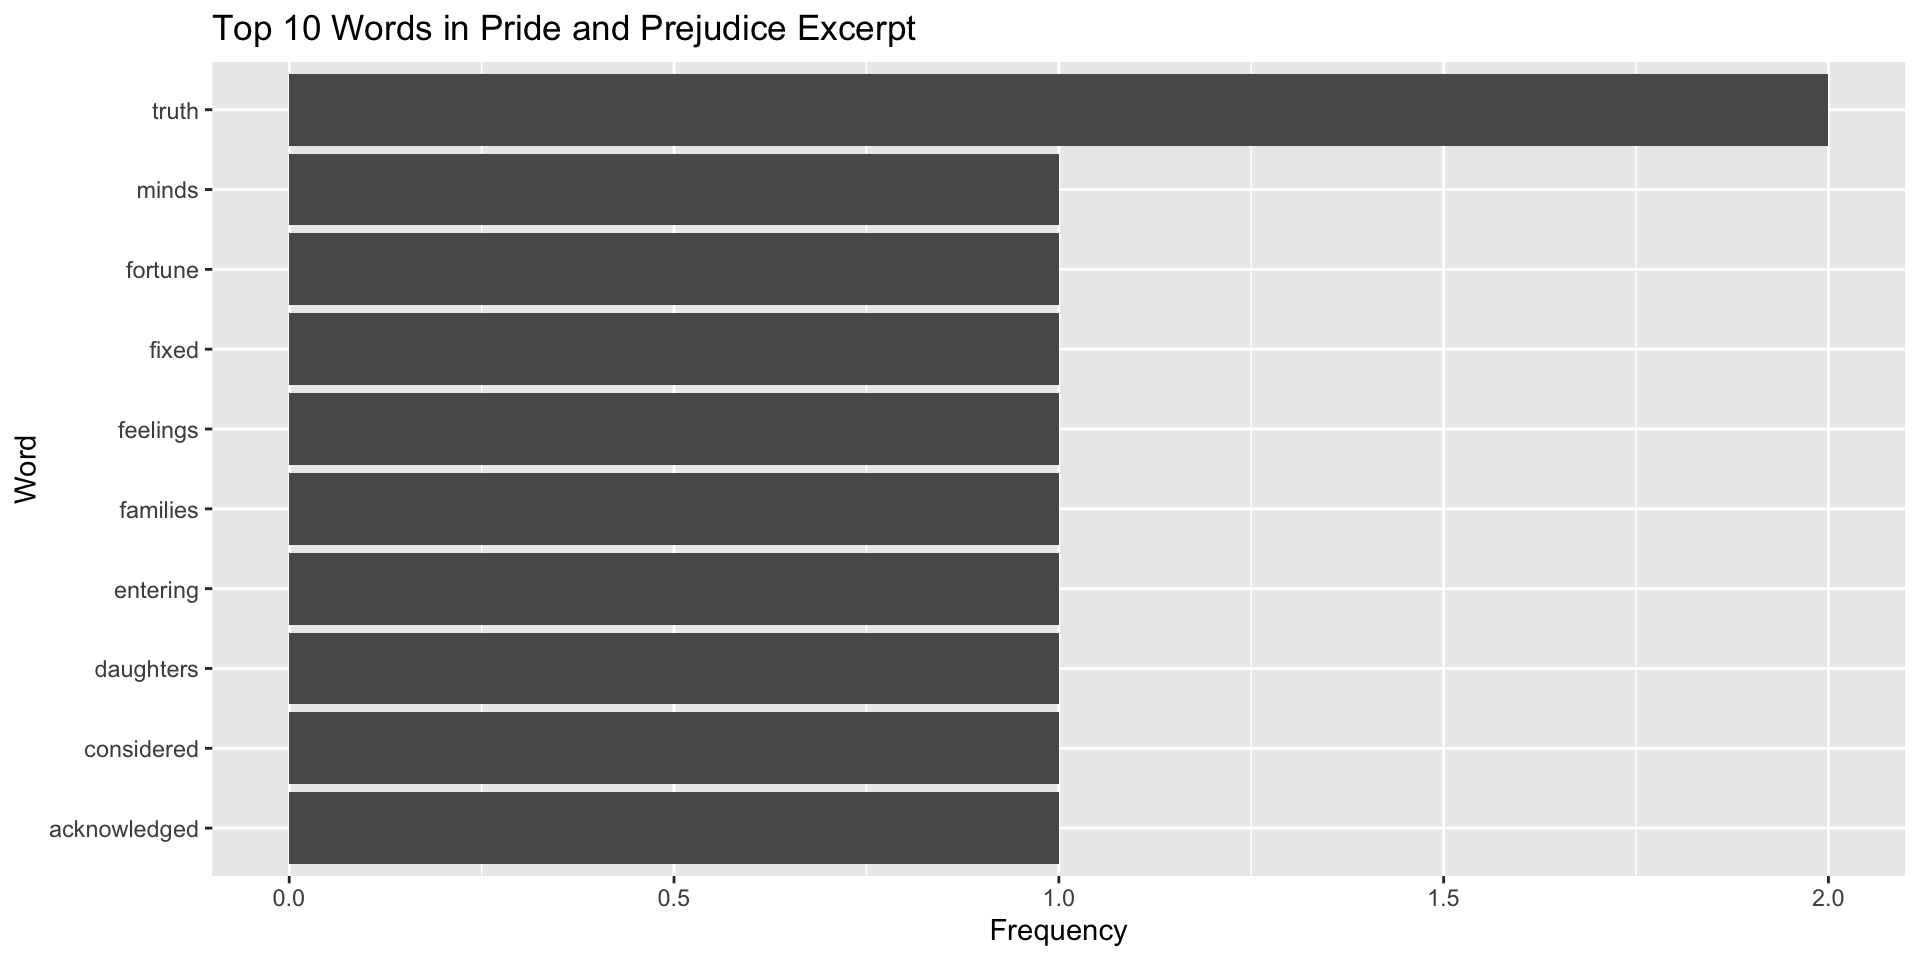 Top 10 Words in Pride and Prejudice Excerpt
truth
minds
fortune
fixed
feelings
families
entering
daughters
considered
acknowledged
Word
0.0 0.5 1.0 1.5 2.0
Frequency